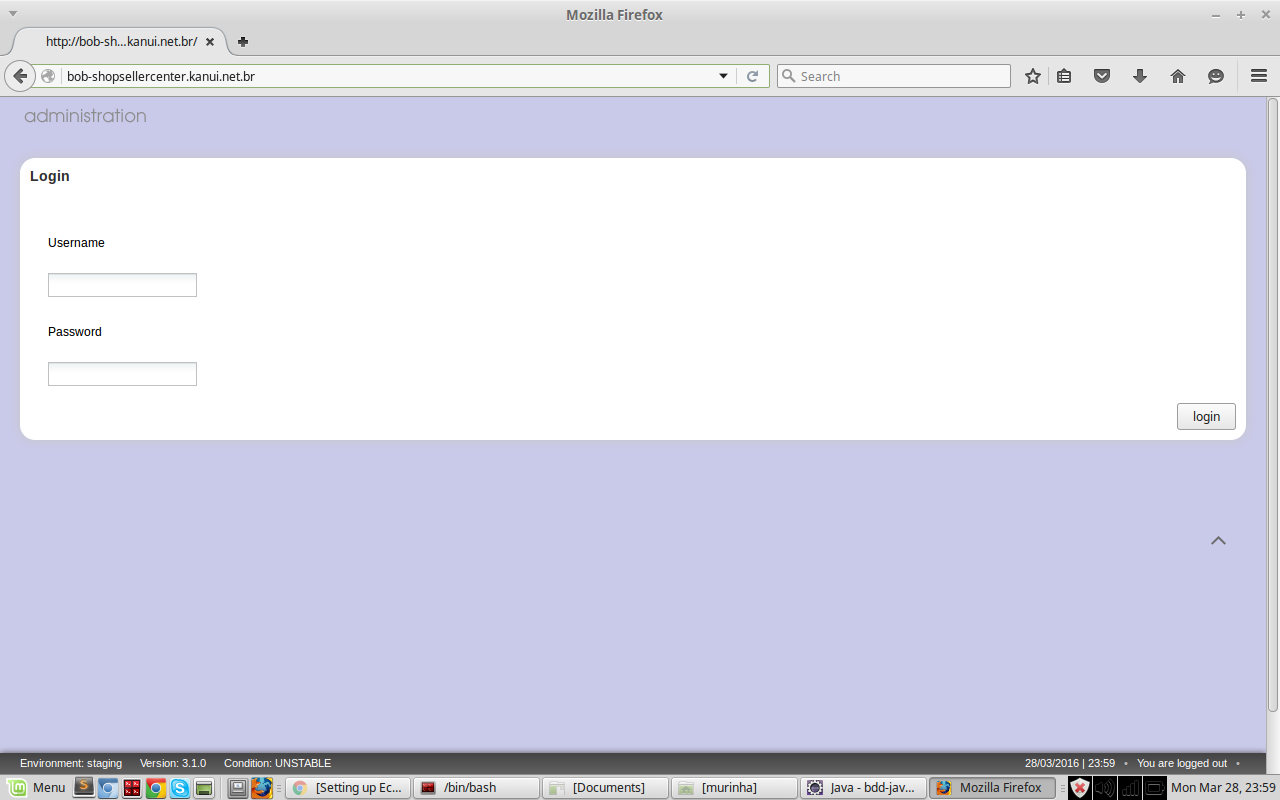 Mozilla Firefox
http://bob-sh...kanui.net.br/
bob-shopsellercenter.kanui.net.br
Search
administration
Login
Username
Password
login
Environment: staging Version: 3.1.0 Condition: UNSTABLE 28/03/2016 | 23:59 • You are logged out •
Menu [Setting up Ec... /bin/bash [Documents] [murinha] Java - bdd-jav... Mozilla Firefox Mon Mar 28, 23:59